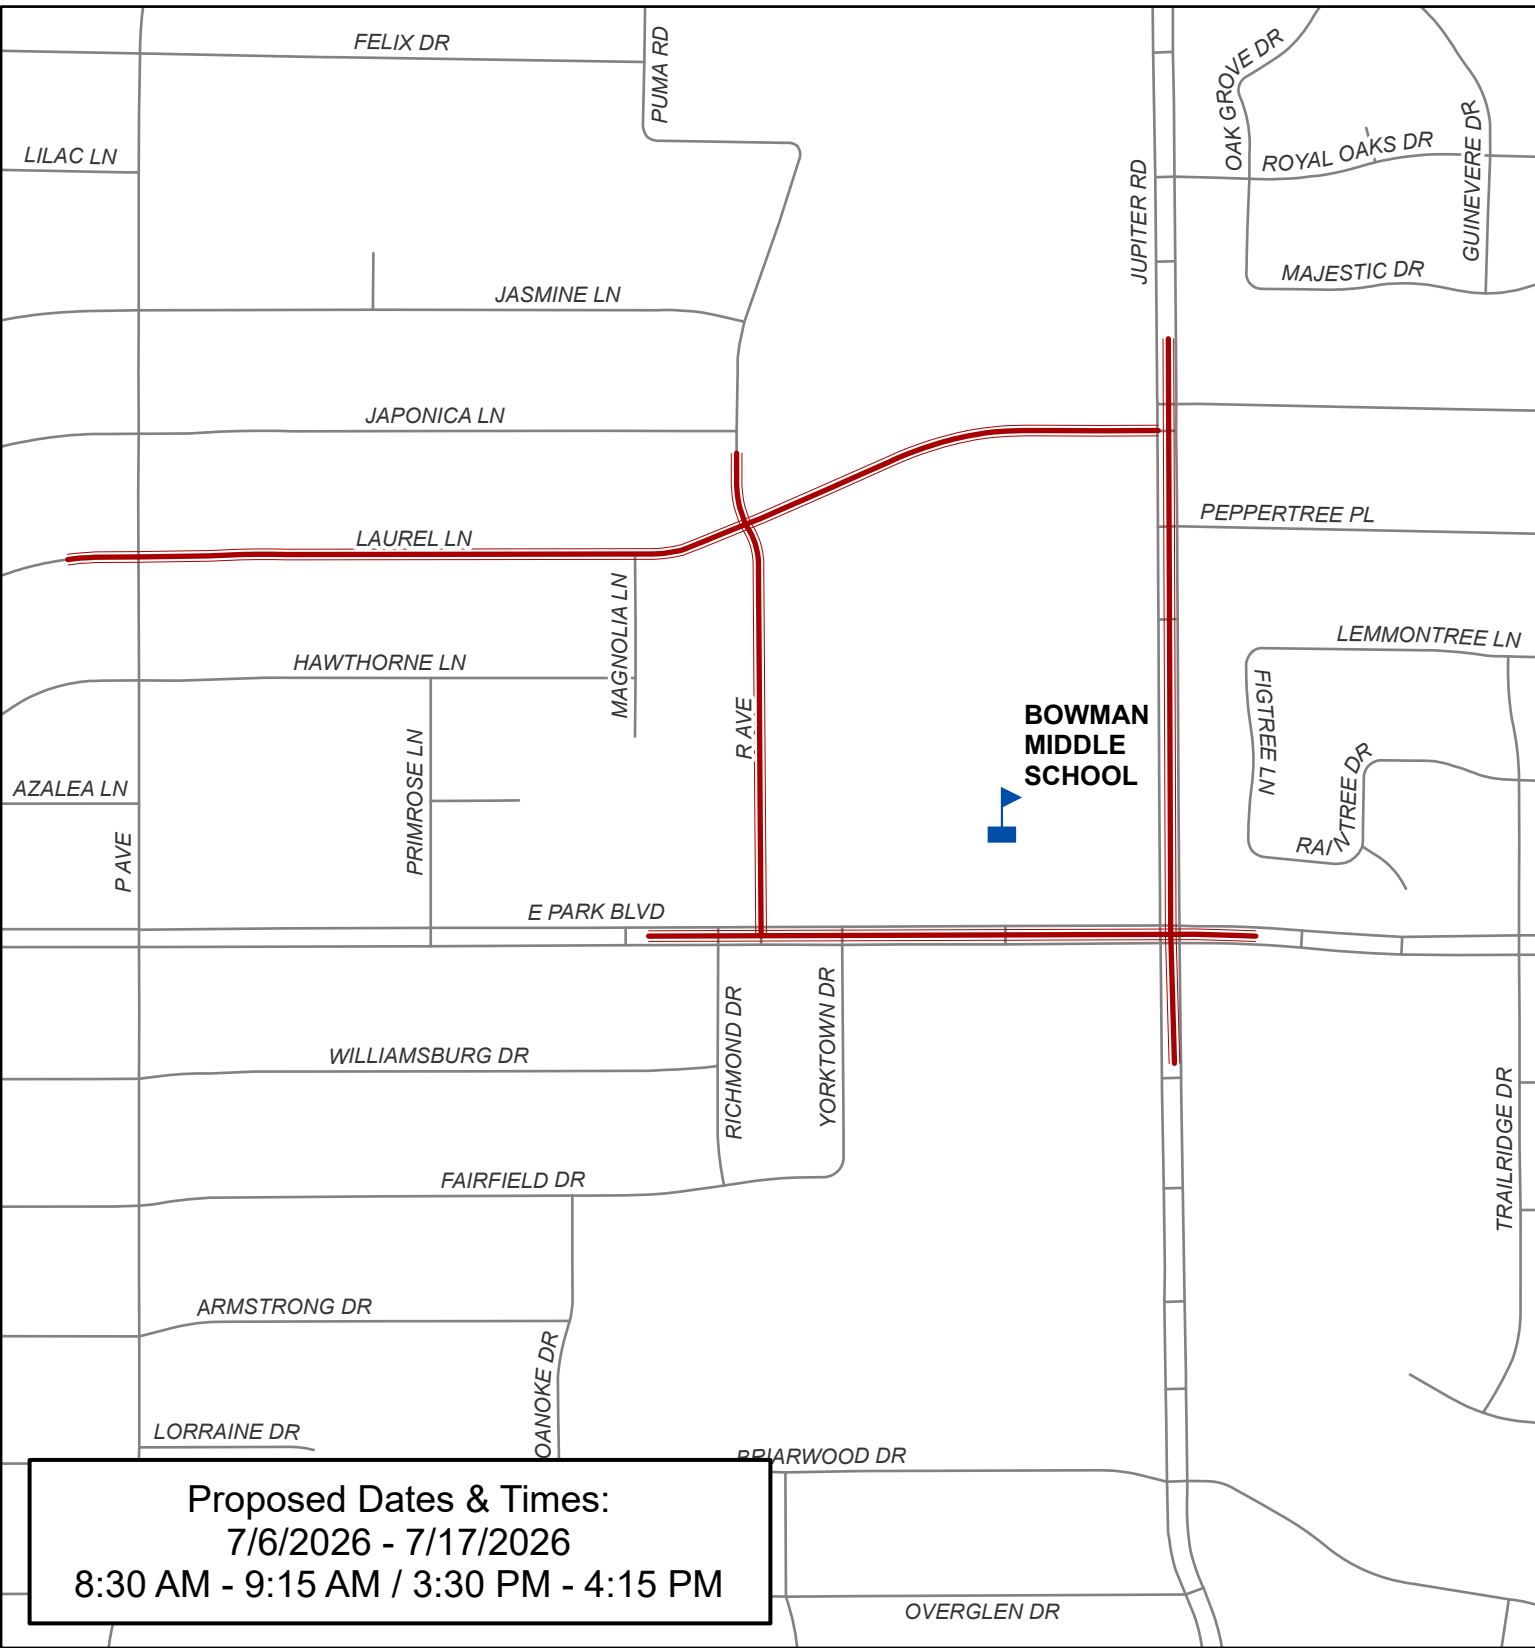 FELIX DR
PUMA RD
OAK GROVE DR
LILAC LN
ROYAL OAKS DR
GUINEVERE DR
JUPITER RD
MAJESTIC DR
JASMINE LN
JAPONICA LN
PEPPERTREE PL
LAUREL LN
MAGNOLIA LN
LEMMONTREE LN
HAWTHORNE LN
FIGTREE LN
R AVE
BOWMAN
MIDDLE
SCHOOL
PRIMROSE LN
RAINTREE DR
AZALEA LN
P AVE
E PARK BLVD
RICHMOND DR
YORKTOWN DR
WILLIAMSBURG DR
TRAILRIDGE DR
FAIRFIELD DR
ARMSTRONG DR
OANOKE DR
LORRAINE DR
BRIARWOOD DR
Proposed Dates & Times:
7/6/2026 - 7/17/2026
8:30 AM - 9:15 AM / 3:30 PM - 4:15 PM
OVERGLEN DR